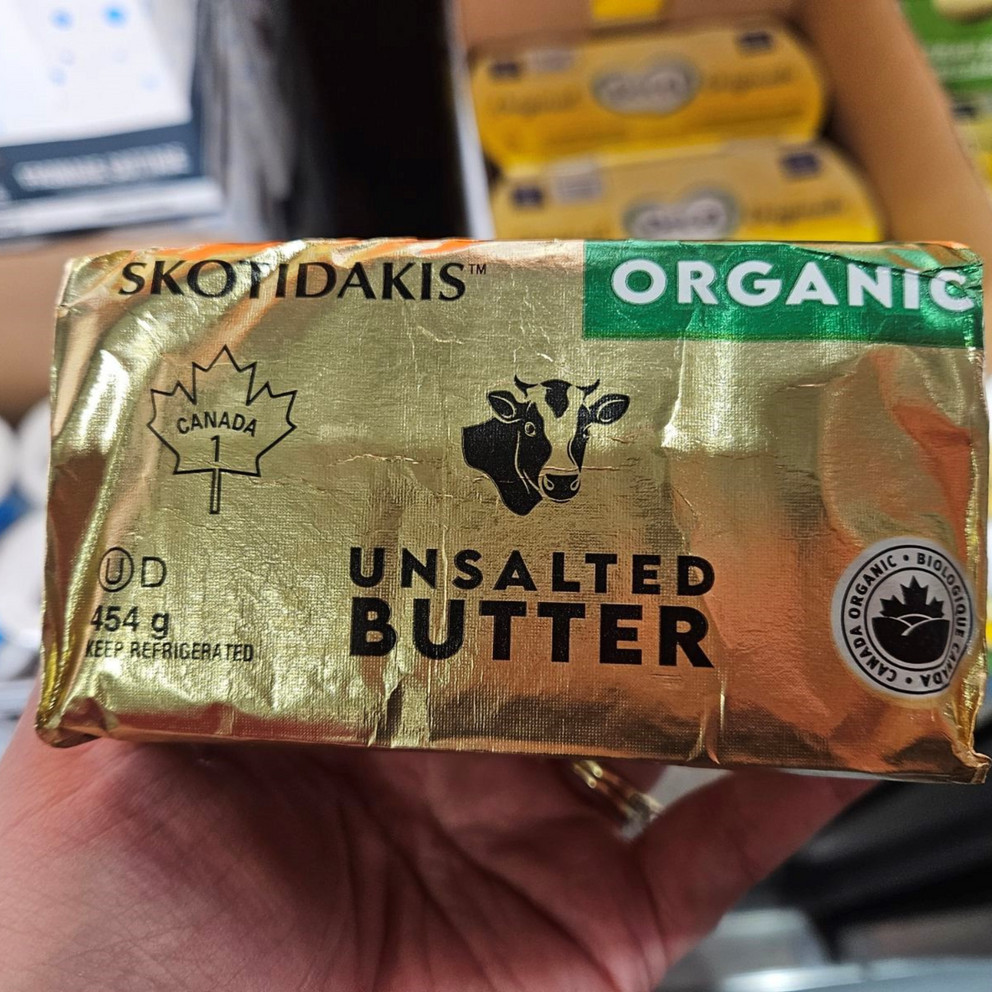 SKOTIDAKIS™
ORGANIC
CANADA
1
UD
454 g
KEEP REFRIGERATED
UNSALTED
BUTTER
CANADA ORGANIC • BIOLOGIQUE CANADA •